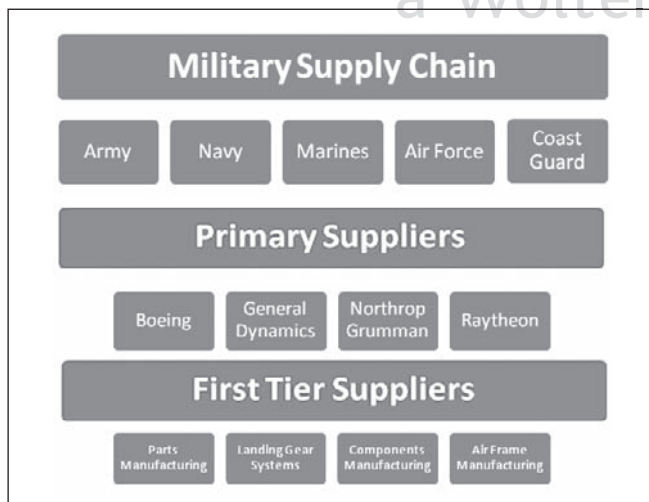 a Wolter
Military Supply Chain
Army
Navy
Marines
Air Force
Coast
Guard
Primary Suppliers
Boeing
General
Dynamics
Northrop
Grumman
Raytheon
First Tier Suppliers
Parts
Manufacturing
Landing Gear
Systems
Components
Manufacturing
Air Frame
Manufacturing